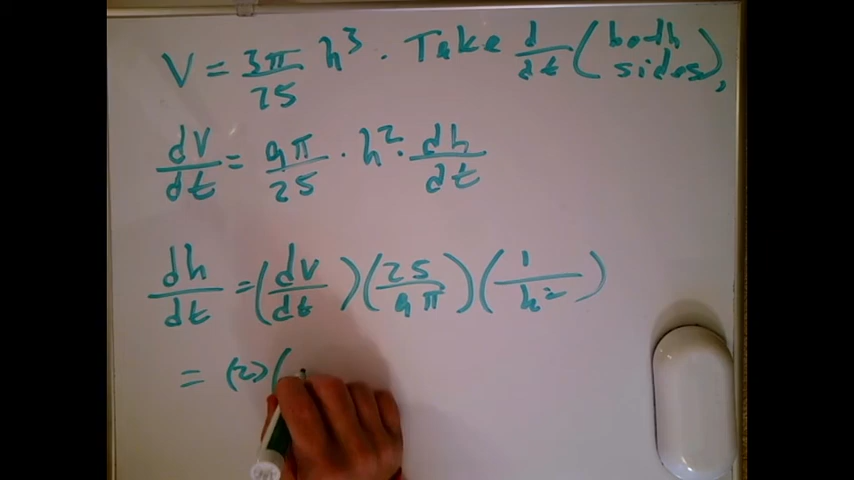 V = 3π/25 h³ . Take d/dt (both sides),
dV/dt = 9π/25 · h² · dh/dt
dh/dt = (dV/dt)(25/9π)(1/h²)
= (2)(